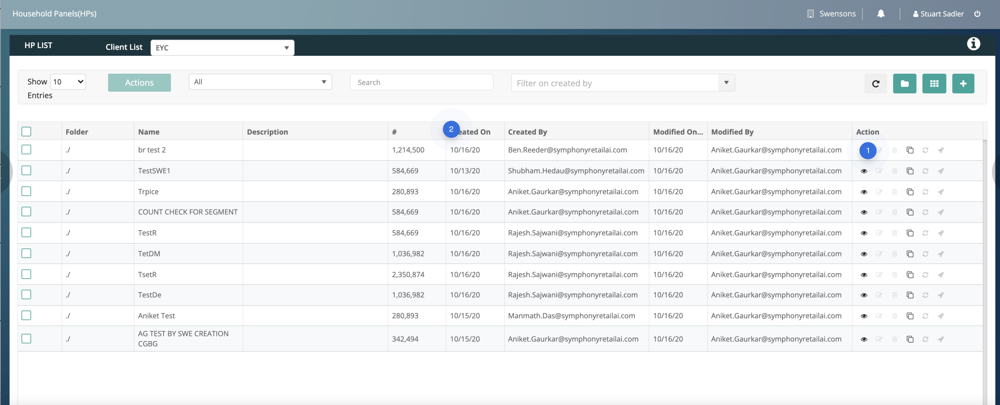 Household Panels(HPs) Swensons Stuart Sadler
HP LIST Client List EYC
Show 10 Actions All Search Filter on created by
Entries
Folder Name Description # 2 eated On Created By Modified On... Modified By Action
./ br test 2 1,214,500 10/16/20 Ben.Reeder@symphonyretailai.com 10/16/20 Aniket.Gaurkar@symphonyretailai.com 1
./ TestSWE1 584,669 10/13/20 Shubham.Hedau@symphonyretailai.com 10/16/20 Aniket.Gaurkar@symphonyretailai.com
./ Trpice 280,893 10/16/20 Aniket.Gaurkar@symphonyretailai.com 10/16/20 Aniket.Gaurkar@symphonyretailai.com
./ COUNT CHECK FOR SEGMENT 584,669 10/16/20 Aniket.Gaurkar@symphonyretailai.com 10/16/20 Aniket.Gaurkar@symphonyretailai.com
./ TestR 584,669 10/16/20 Rajesh.Sajwani@symphonyretailai.com 10/16/20 Aniket.Gaurkar@symphonyretailai.com
./ TetDM 1,036,982 10/16/20 Rajesh.Sajwani@symphonyretailai.com 10/16/20 Aniket.Gaurkar@symphonyretailai.com
./ TsetR 2,350,874 10/16/20 Rajesh.Sajwani@symphonyretailai.com 10/16/20 Aniket.Gaurkar@symphonyretailai.com
./ TestDe 1,036,982 10/16/20 Rajesh.Sajwani@symphonyretailai.com 10/16/20 Aniket.Gaurkar@symphonyretailai.com
./ Aniket Test 280,893 10/15/20 Manmath.Das@symphonyretailai.com 10/16/20 Aniket.Gaurkar@symphonyretailai.com
./ AG TEST BY SWE CREATION 342,494 10/15/20 Aniket.Gaurkar@symphonyretailai.com 10/16/20 Aniket.Gaurkar@symphonyretailai.com
CGBG